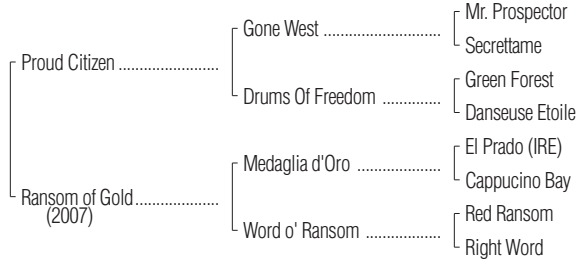 Mr. Prospector
Gone West
Secrettame
Proud Citizen
Green Forest
Drums Of Freedom
Danseuse Etoile
El Prado (IRE)
Medaglia d'Oro
Cappucino Bay
Ransom of Gold
(2007)
Red Ransom
Word o' Ransom
Right Word